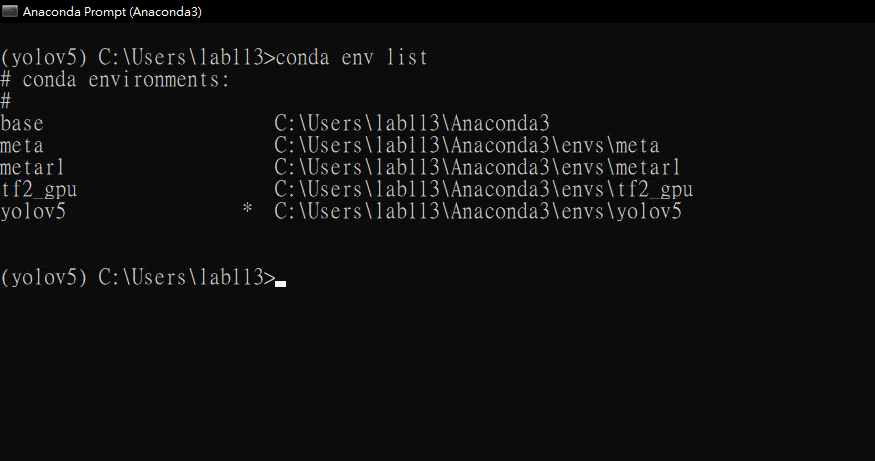 Anaconda Prompt (Anaconda3)
(yolov5) C:\Users\lab113>conda env list
# conda environments:
#
base                     C:\Users\lab113\Anaconda3
meta                     C:\Users\lab113\Anaconda3\envs\meta
metarl                   C:\Users\lab113\Anaconda3\envs\metarl
tf2_gpu                  C:\Users\lab113\Anaconda3\envs\tf2_gpu
yolov5                *  C:\Users\lab113\Anaconda3\envs\yolov5
(yolov5) C:\Users\lab113>